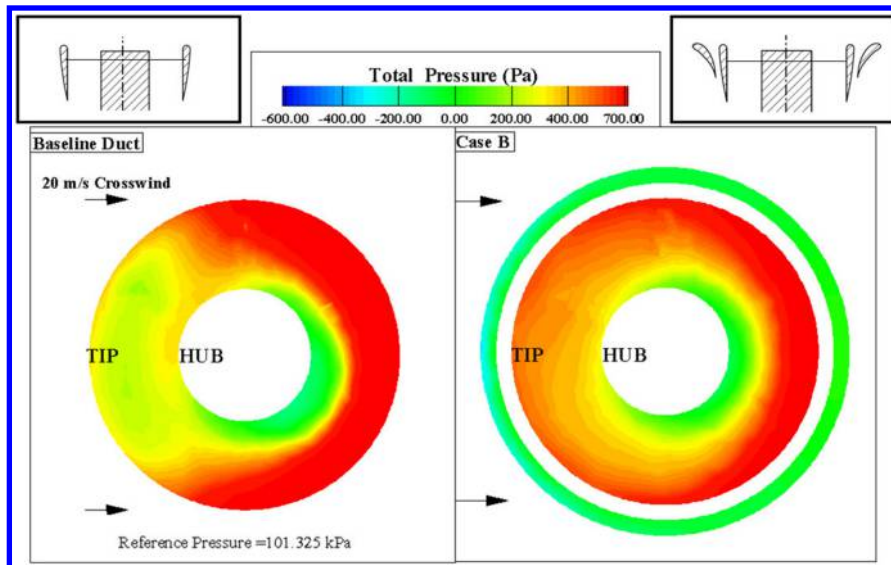 Total Pressure (Pa)
-600.00 -400.00 -200.00 0.00 200.00 400.00 700.00
Baseline Duct
Case B
20 m/s Crosswind
TIP HUB
TIP HUB
Reference Pressure =101.325 kPa